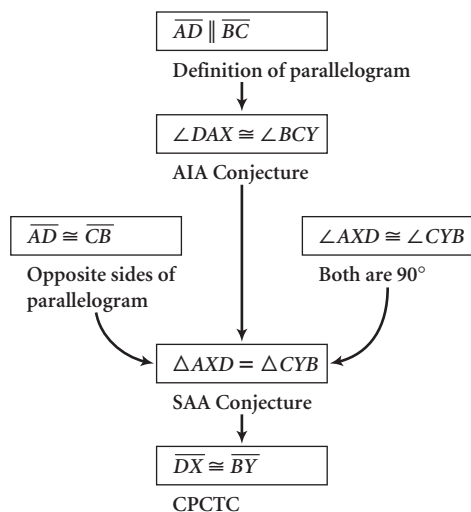 AD ∥ BC
Definition of parallelogram
∠DAX ≅ ∠BCY
AIA Conjecture
AD ≅ CB
Opposite sides of
parallelogram
∠AXD ≅ ∠CYB
Both are 90°
△AXD = △CYB
SAA Conjecture
DX ≅ BY
CPCTC